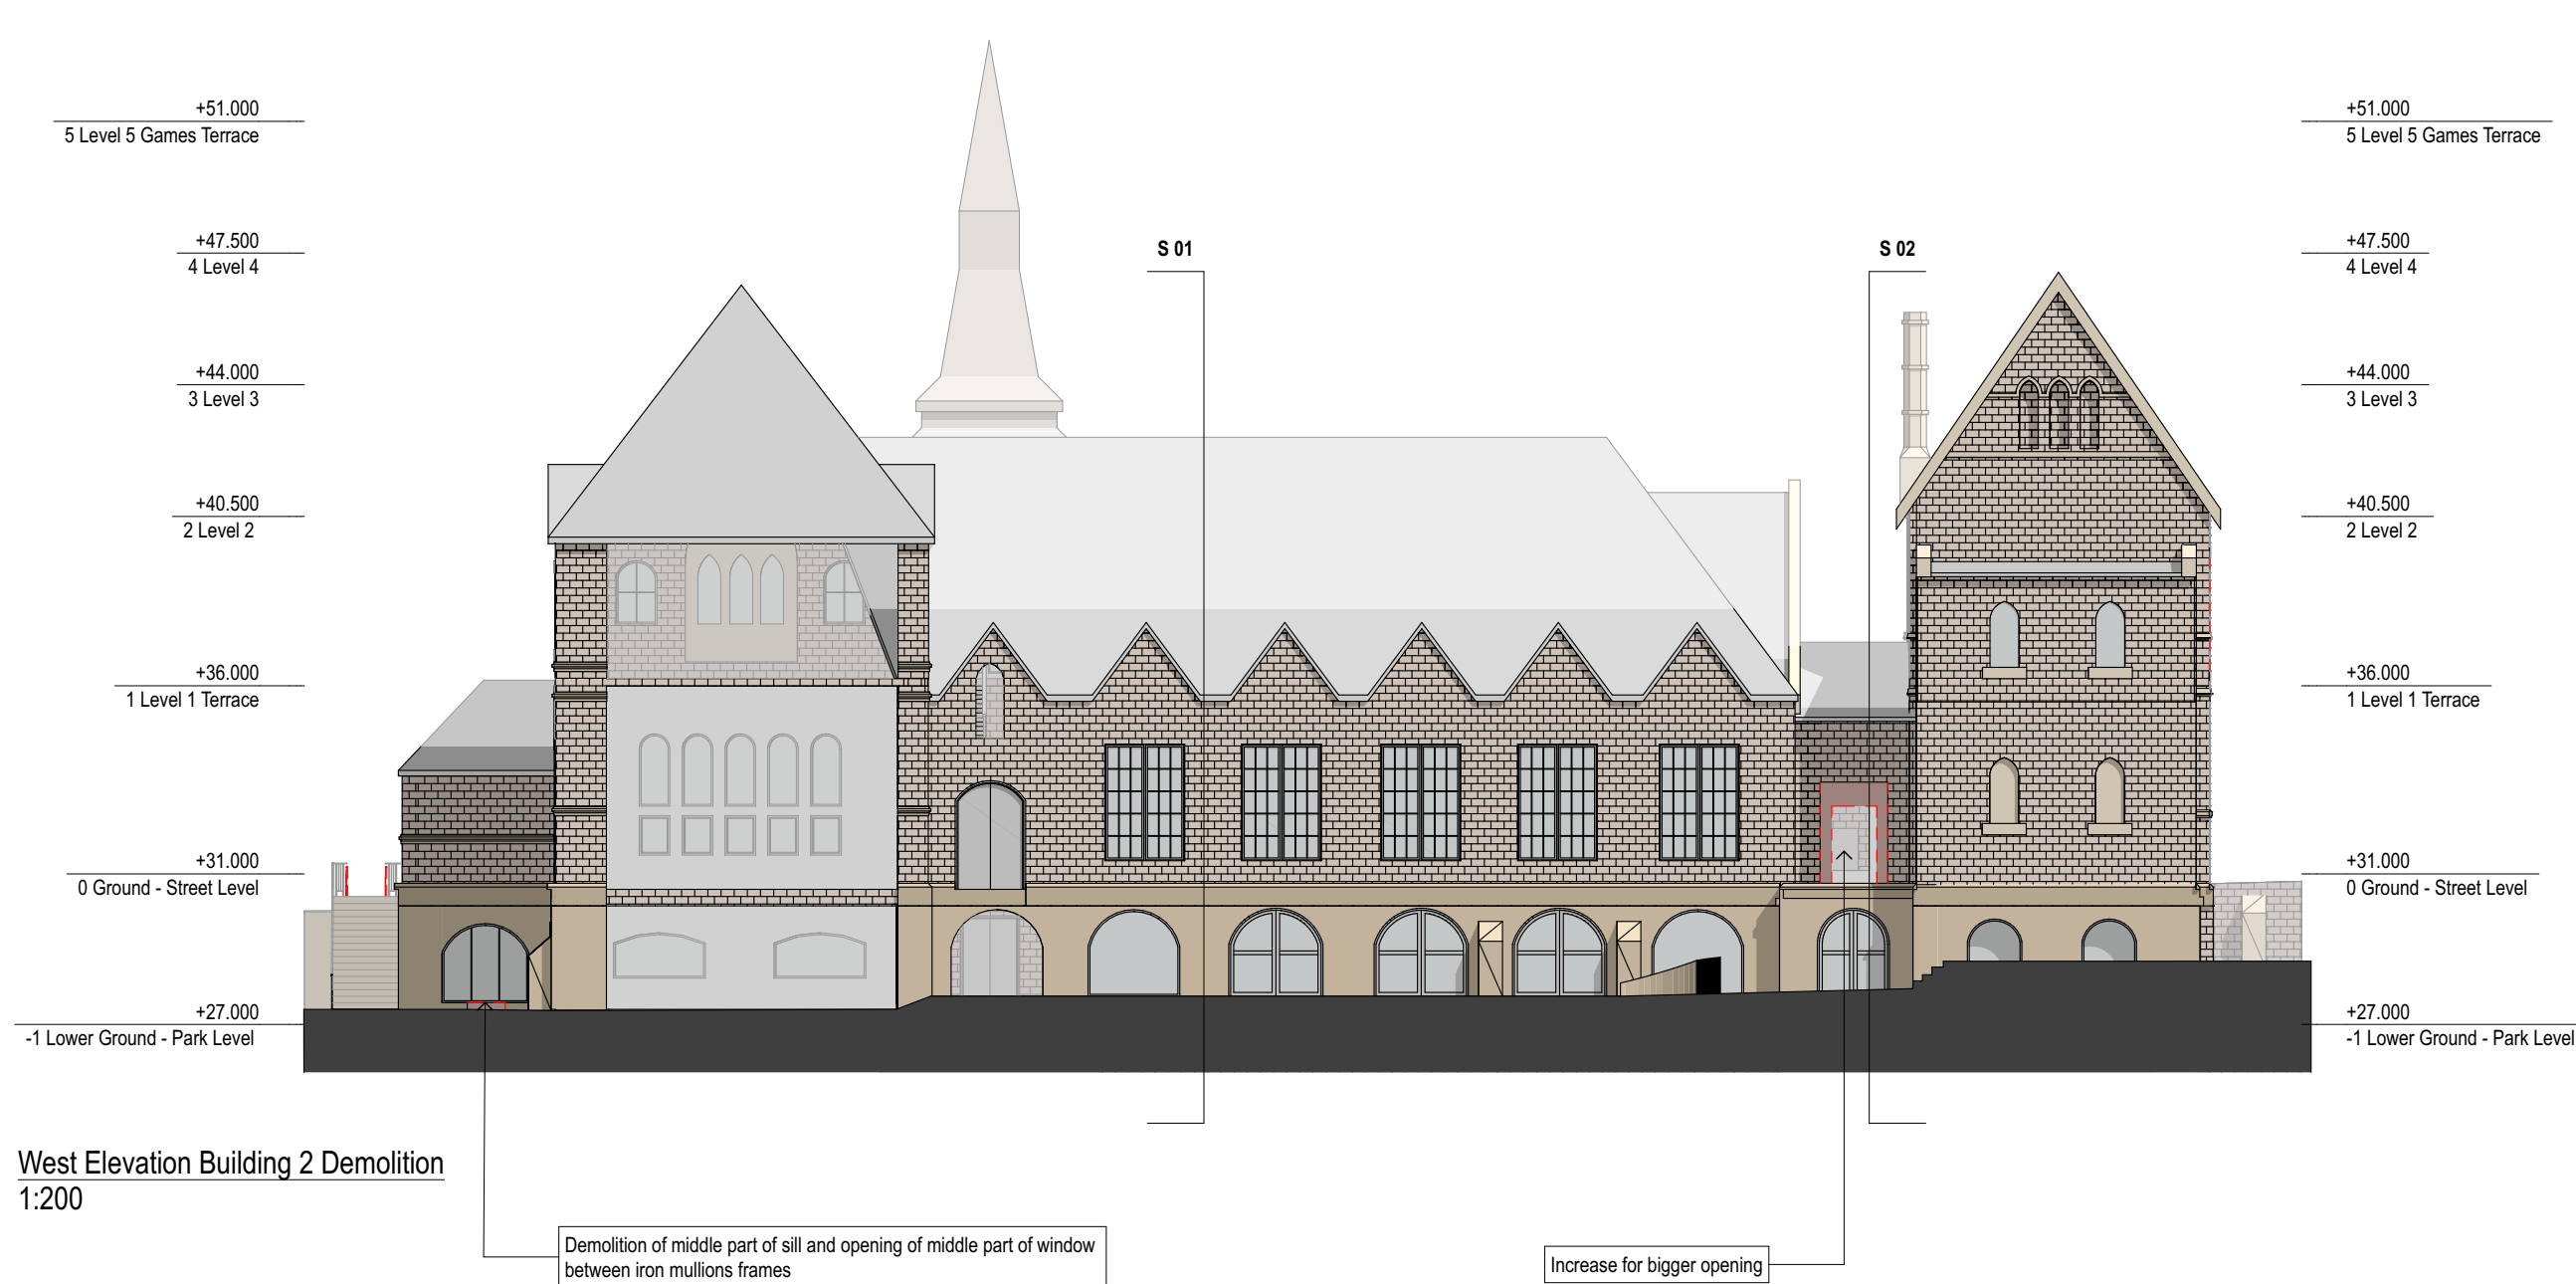 +51.000
5 Level 5 Games Terrace
+47.500
4 Level 4
+44.000
3 Level 3
+40.500
2 Level 2
+36.000
1 Level 1 Terrace
+31.000
0 Ground - Street Level
+27.000
-1 Lower Ground - Park Level
S 01
S 02
+51.000
5 Level 5 Games Terrace
+47.500
4 Level 4
+44.000
3 Level 3
+40.500
2 Level 2
+36.000
1 Level 1 Terrace
+31.000
0 Ground - Street Level
+27.000
-1 Lower Ground - Park Level
West Elevation Building 2 Demolition
1:200
Demolition of middle part of sill and opening of middle part of window
between iron mullions frames
Increase for bigger opening